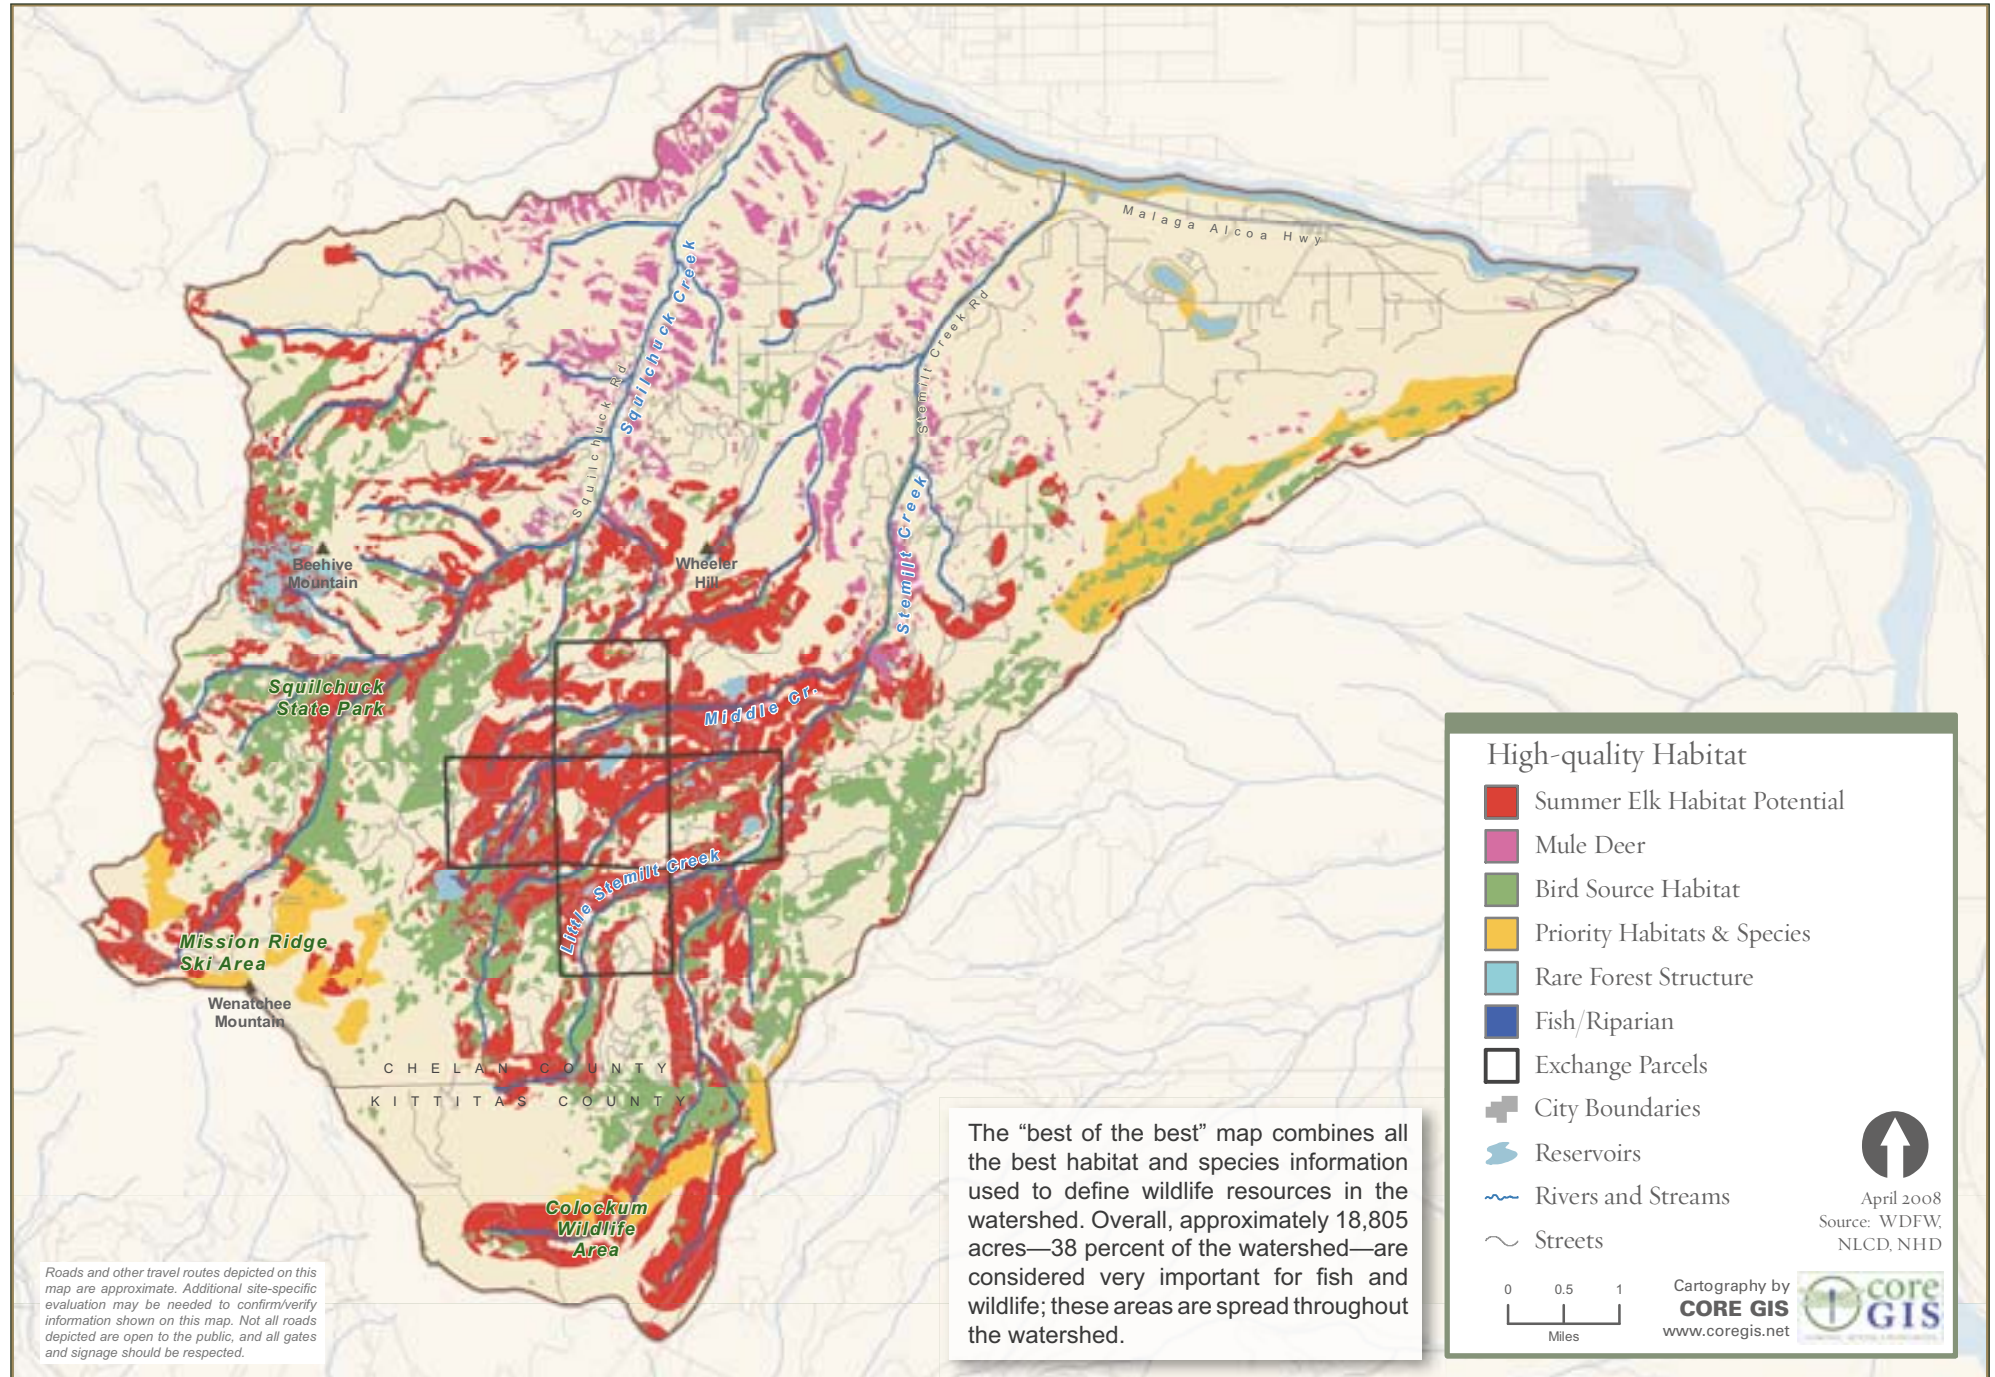 Malaga Alcoa Hwy
Squilchuck Creek
Squilchuck Rd
Stemilt Creek Rd
Stemilt Creek
Beehive
Mountain
Wheeler
Hill
Squilchuck
State Park
Middle Cr.
Little Stemilt Creek
Mission Ridge
Ski Area
Wenatchee
Mountain
CHELAN COUNTY
KITTITAS COUNTY
Colockum
Wildlife
Area
High-quality Habitat
Summer Elk Habitat Potential
Mule Deer
Bird Source Habitat
Priority Habitats & Species
Rare Forest Structure
Fish/Riparian
Exchange Parcels
City Boundaries
Reservoirs
Rivers and Streams
Streets
April 2008
Source: WDFW,
NLCD, NHD
0 0.5 1
Miles
Cartography by
CORE GIS
www.coregis.net
core
GIS
The “best of the best” map combines all
the best habitat and species information
used to define wildlife resources in the
watershed. Overall, approximately 18,805
acres—38 percent of the watershed—are
considered very important for fish and
wildlife; these areas are spread throughout
the watershed.
Roads and other travel routes depicted on this
map are approximate. Additional site-specific
evaluation may be needed to confirm/verify
information shown on this map. Not all roads
depicted are open to the public, and all gates
and signage should be respected.